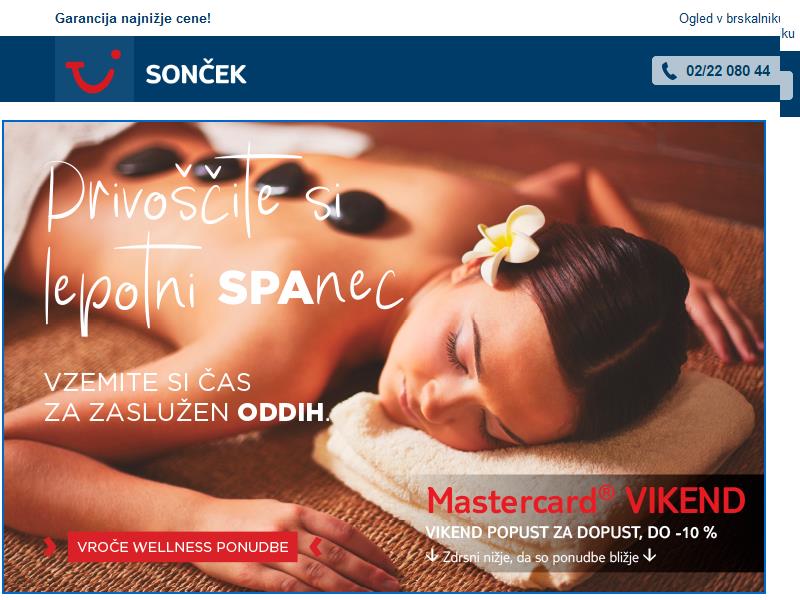 Garancija najnižje cene!
Ogled v brskalniku
ku
SONČEK
02/22 080 44
Privoščite si
lepotni SPAnec
VZEMITE SI ČAS
ZA ZASLUŽEN ODDIH.
Mastercard® VIKEND
VIKEND POPUST ZA DOPUST, DO -10 %
↓ Zdrsni nižje, da so ponudbe bližje ↓
VROČE WELLNESS PONUDBE